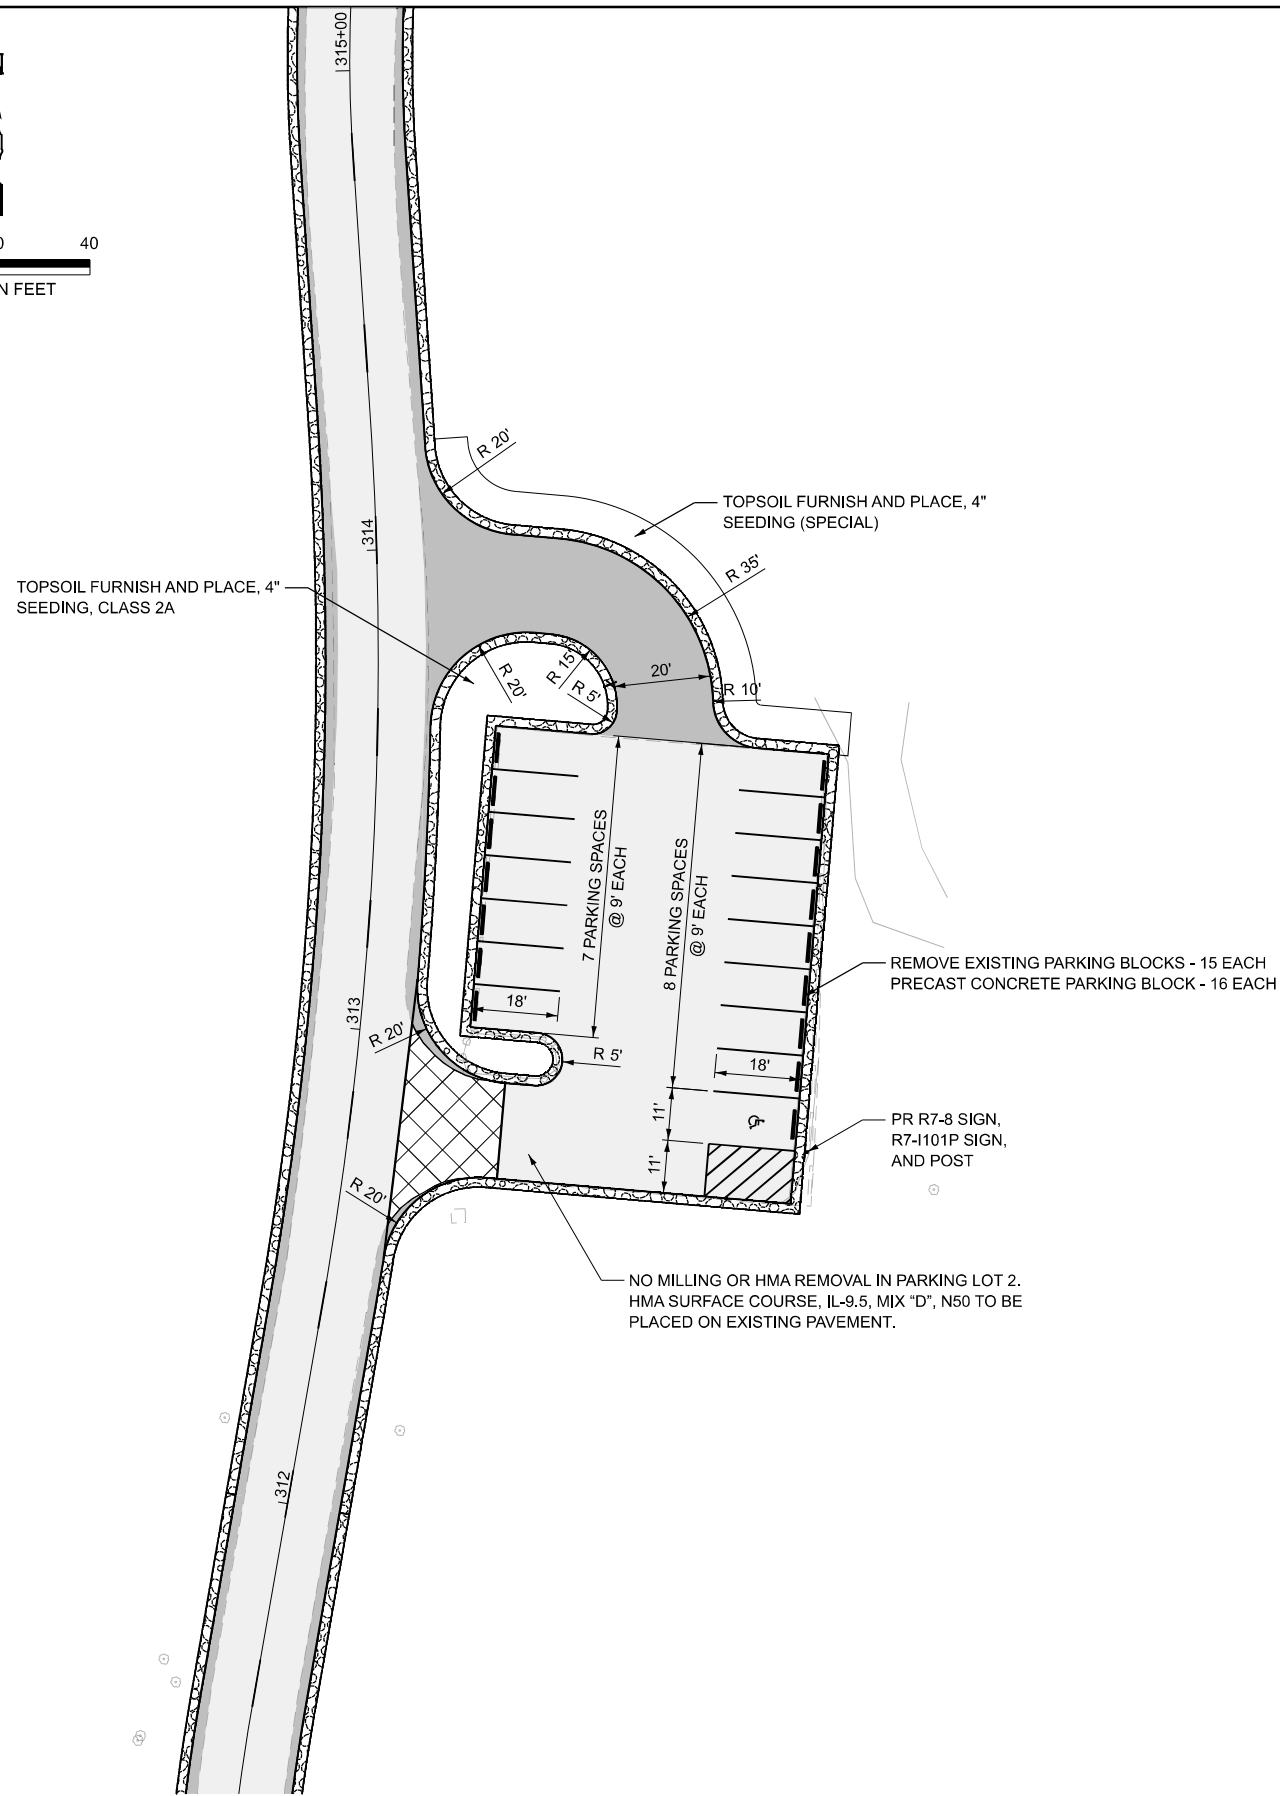 315+00
40
N FEET
R 20'
314
TOPSOIL FURNISH AND PLACE, 4"
SEEDING (SPECIAL)
R 35'
TOPSOIL FURNISH AND PLACE, 4"
SEEDING, CLASS 2A
R 20'
R 15'
R 5'
20'
R 10'
7 PARKING SPACES
@ 9' EACH
8 PARKING SPACES
@ 9' EACH
REMOVE EXISTING PARKING BLOCKS - 15 EACH
PRECAST CONCRETE PARKING BLOCK - 16 EACH
313
18'
R 20'
R 5'
18'
11'
11'
PR R7-8 SIGN,
R7-I101P SIGN,
AND POST
R 20'
NO MILLING OR HMA REMOVAL IN PARKING LOT 2.
HMA SURFACE COURSE, IL-9.5, MIX “D”, N50 TO BE
PLACED ON EXISTING PAVEMENT.
312